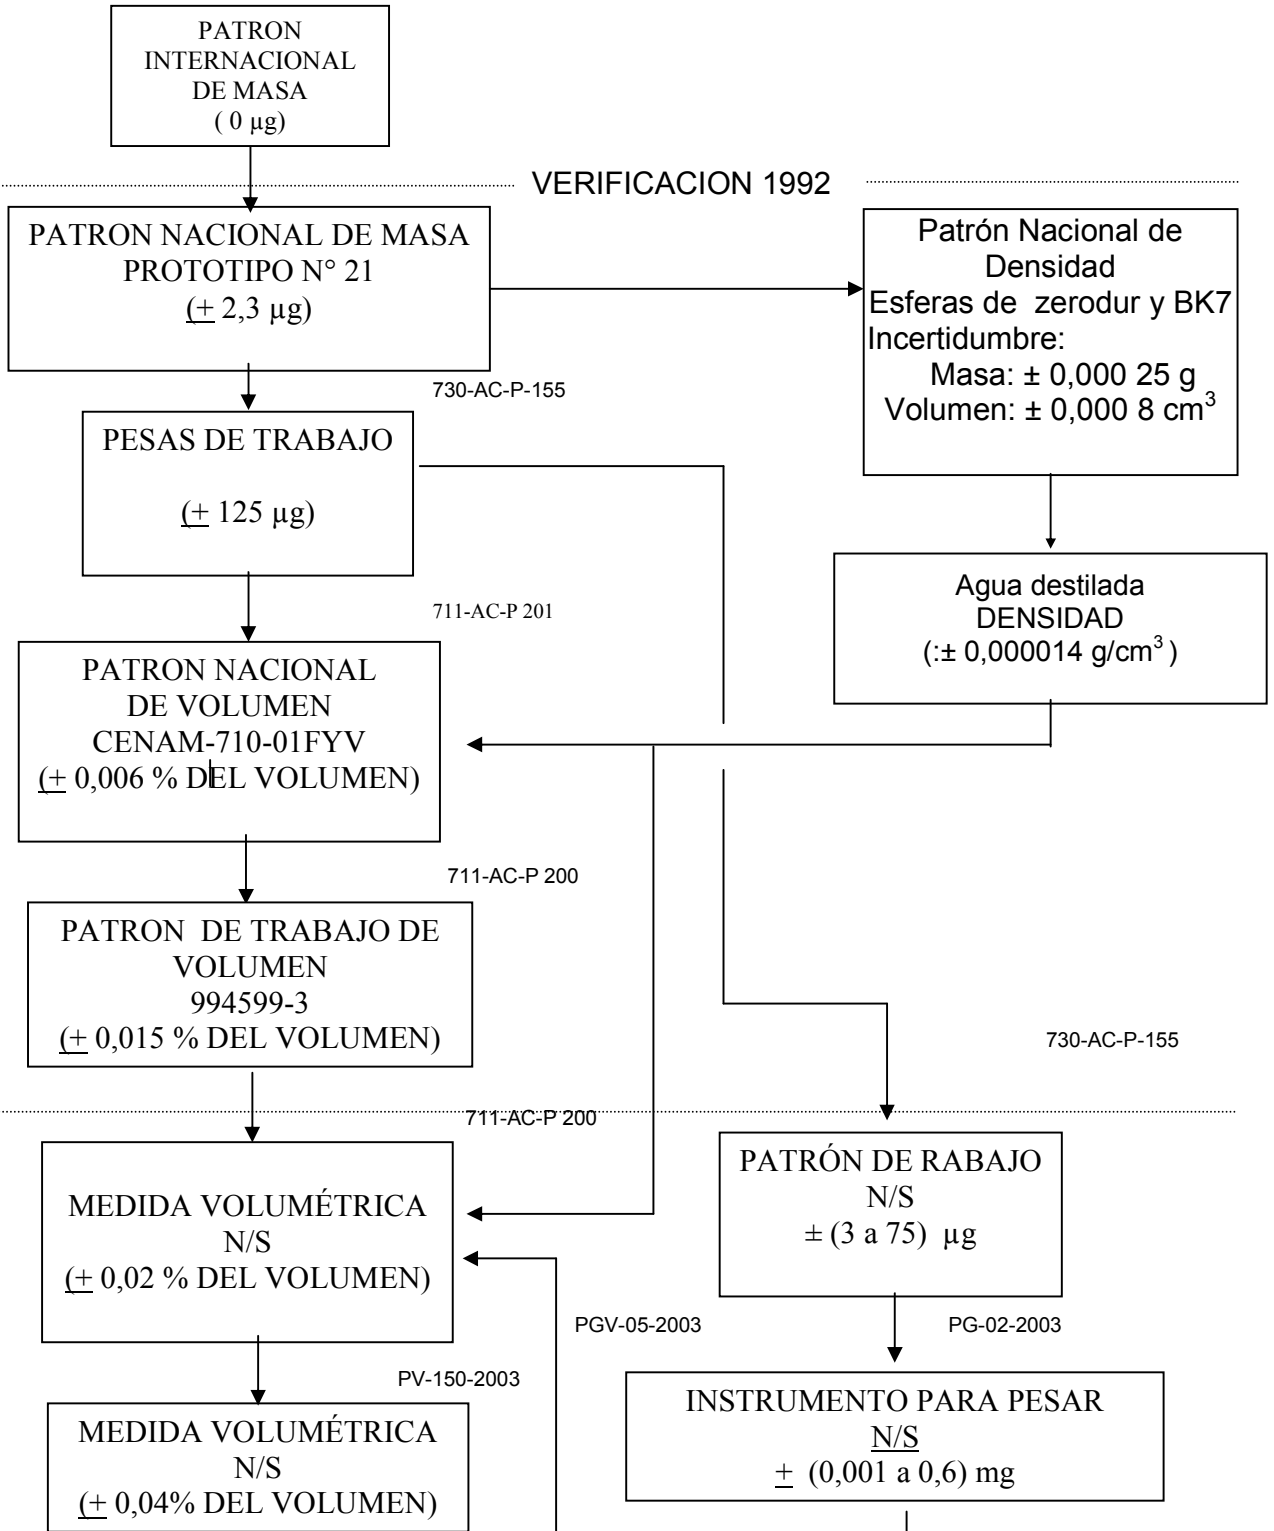 PATRON
INTERNACIONAL
DE MASA
( 0 µg)
VERIFICACION 1992
PATRON NACIONAL DE MASA
PROTOTIPO N° 21
(± 2,3 µg)
Patrón Nacional de
Densidad
Esferas de zerodur y BK7
Incertidumbre:
Masa: ± 0,000 25 g
Volumen: ± 0,000 8 cm³
730-AC-P-155
PESAS DE TRABAJO
(± 125 µg)
Agua destilada
DENSIDAD
(:± 0,000014 g/cm³ )
711-AC-P 201
PATRON NACIONAL
DE VOLUMEN
CENAM-710-01FYV
(± 0,006 % DEL VOLUMEN)
711-AC-P 200
PATRON DE TRABAJO DE
VOLUMEN
994599-3
(± 0,015 % DEL VOLUMEN)
730-AC-P-155
711-AC-P 200
MEDIDA VOLUMÉTRICA
N/S
(± 0,02 % DEL VOLUMEN)
PATRÓN DE RABAJO
N/S
± (3 a 75) µg
PGV-05-2003
PG-02-2003
PV-150-2003
MEDIDA VOLUMÉTRICA
N/S
(± 0,04% DEL VOLUMEN)
INSTRUMENTO PARA PESAR
N/S
± (0,001 a 0,6) mg